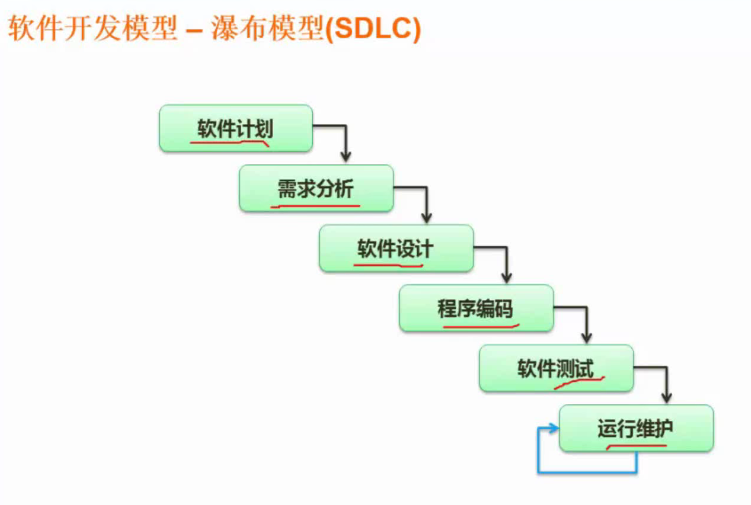 软件开发模型 – 瀑布模型(SDLC)
软件计划
需求分析
软件设计
程序编码
软件测试
运行维护